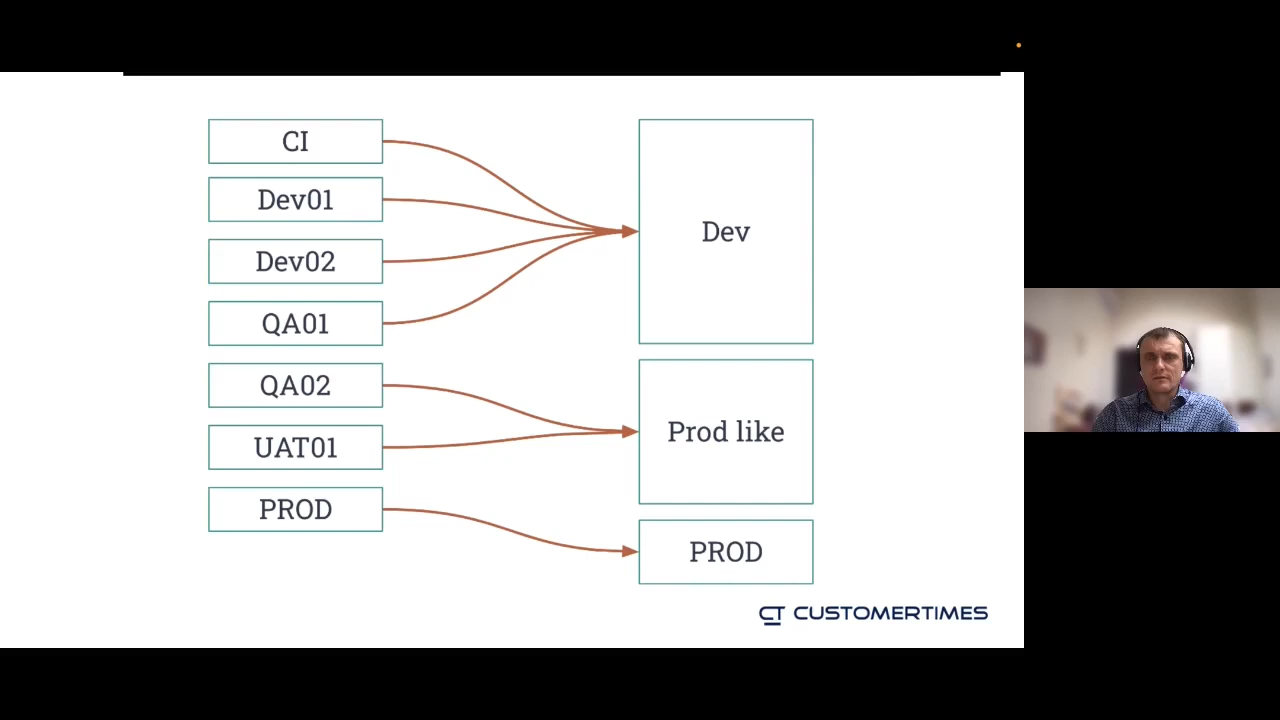 CI
Dev01
Dev02
QA01
QA02
UAT01
PROD
Dev
Prod like
PROD
CT CUSTOMERTIMES